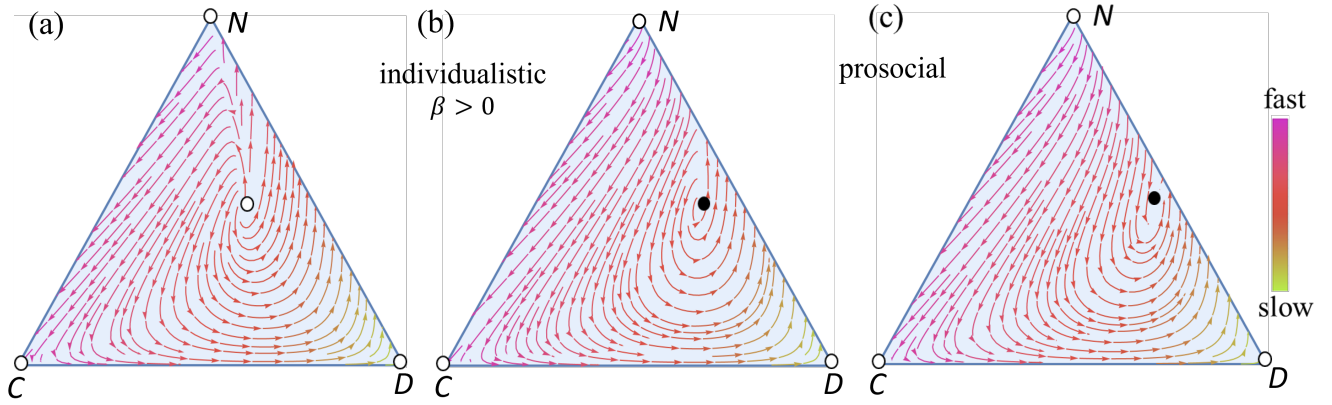 (a)
N
C
D
individualistic
β > 0
(b)
N
C
D
prosocial
(c)
N
C
D
fast
slow